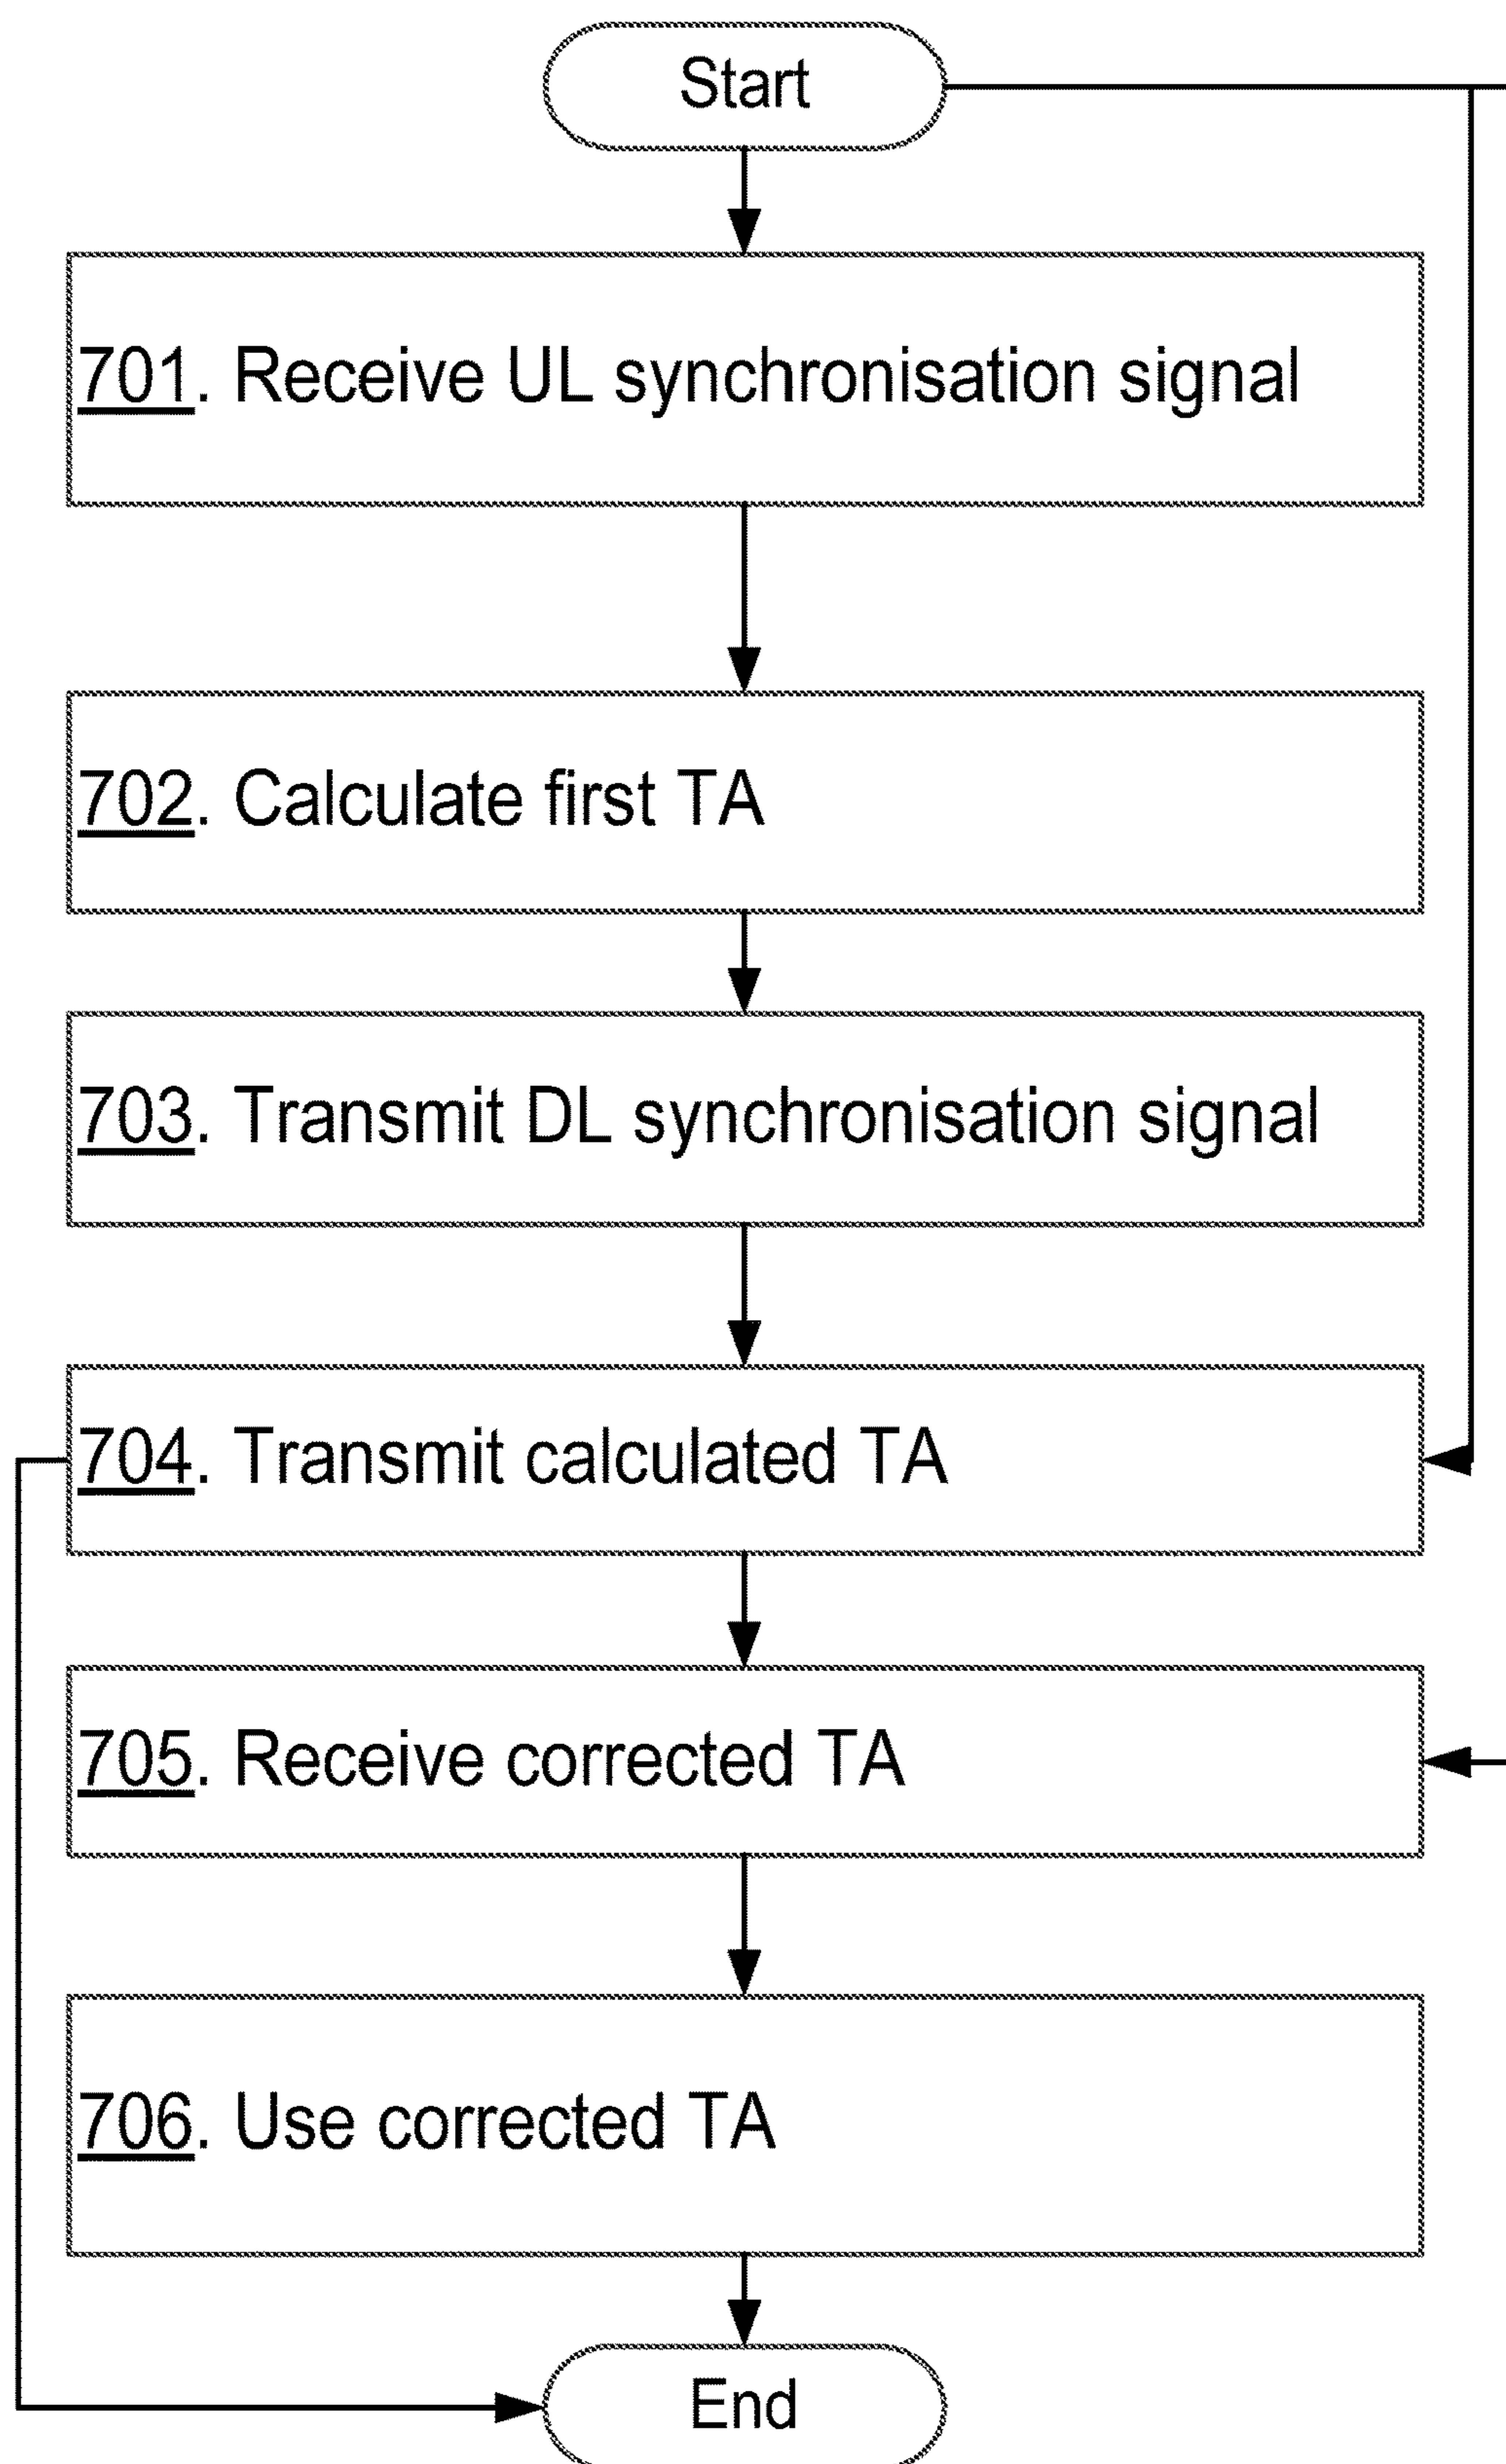 Start
701. Receive UL synchronisation signal
702. Calculate first TA
703. Transmit DL synchronisation signal
704. Transmit calculated TA
705. Receive corrected TA
706. Use corrected TA
End